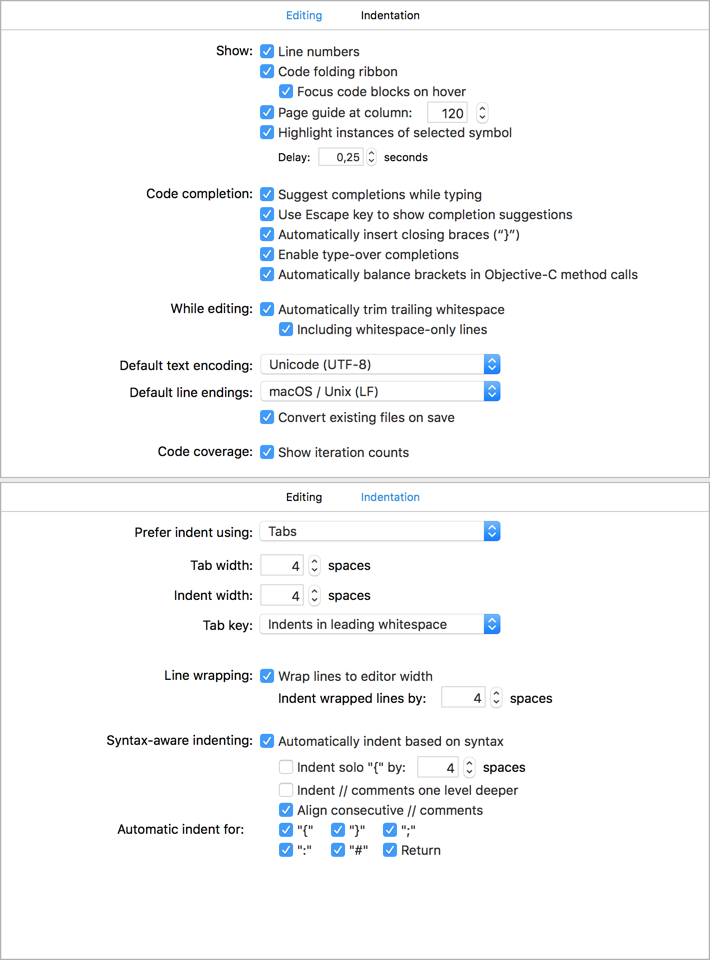 Editing Indentation
Show: Line numbers
Code folding ribbon
Focus code blocks on hover
Page guide at column: 120
Highlight instances of selected symbol
Delay: 0,25 seconds
Code completion: Suggest completions while typing
Use Escape key to show completion suggestions
Automatically insert closing braces (“}”)
Enable type-over completions
Automatically balance brackets in Objective-C method calls
While editing: Automatically trim trailing whitespace
Including whitespace-only lines
Default text encoding: Unicode (UTF-8)
Default line endings: macOS / Unix (LF)
Convert existing files on save
Code coverage: Show iteration counts
Editing Indentation
Prefer indent using: Tabs
Tab width: 4 spaces
Indent width: 4 spaces
Tab key: Indents in leading whitespace
Line wrapping: Wrap lines to editor width
Indent wrapped lines by: 4 spaces
Syntax-aware indenting: Automatically indent based on syntax
Indent solo "{" by: 4 spaces
Indent // comments one level deeper
Align consecutive // comments
Automatic indent for: "{" "}" ";"
":" "#" Return